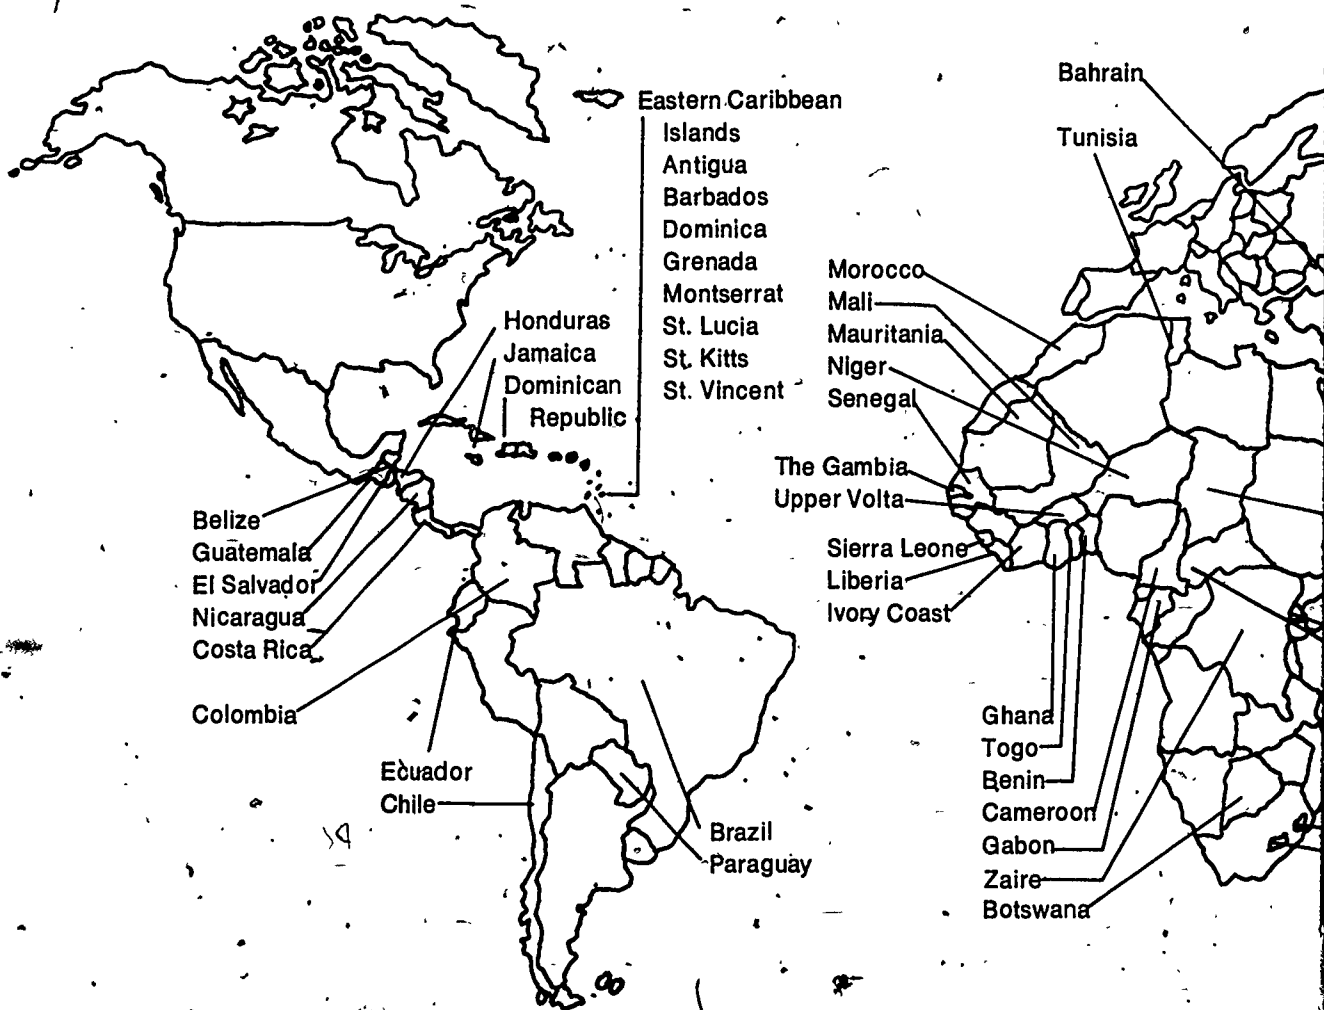 Eastern Caribbean
Islands
Antigua
Barbados
Dominica
Grenada
Montserrat
St. Lucia
St. Kitts
St. Vincent
Honduras
Jamaica
Dominican
Republic
Belize
Guatemala
El Salvador
Nicaragua
Costa Rica
Colombia
Ecuador
Chile
Brazil
Paraguay
Bahrain
Tunisia
Morocco
Mali
Mauritania
Niger
Senegal
The Gambia
Upper Volta
Sierra Leone
Liberia
Ivory Coast
Ghana
Togo
Benin
Cameroon
Gabon
Zaire
Botswana